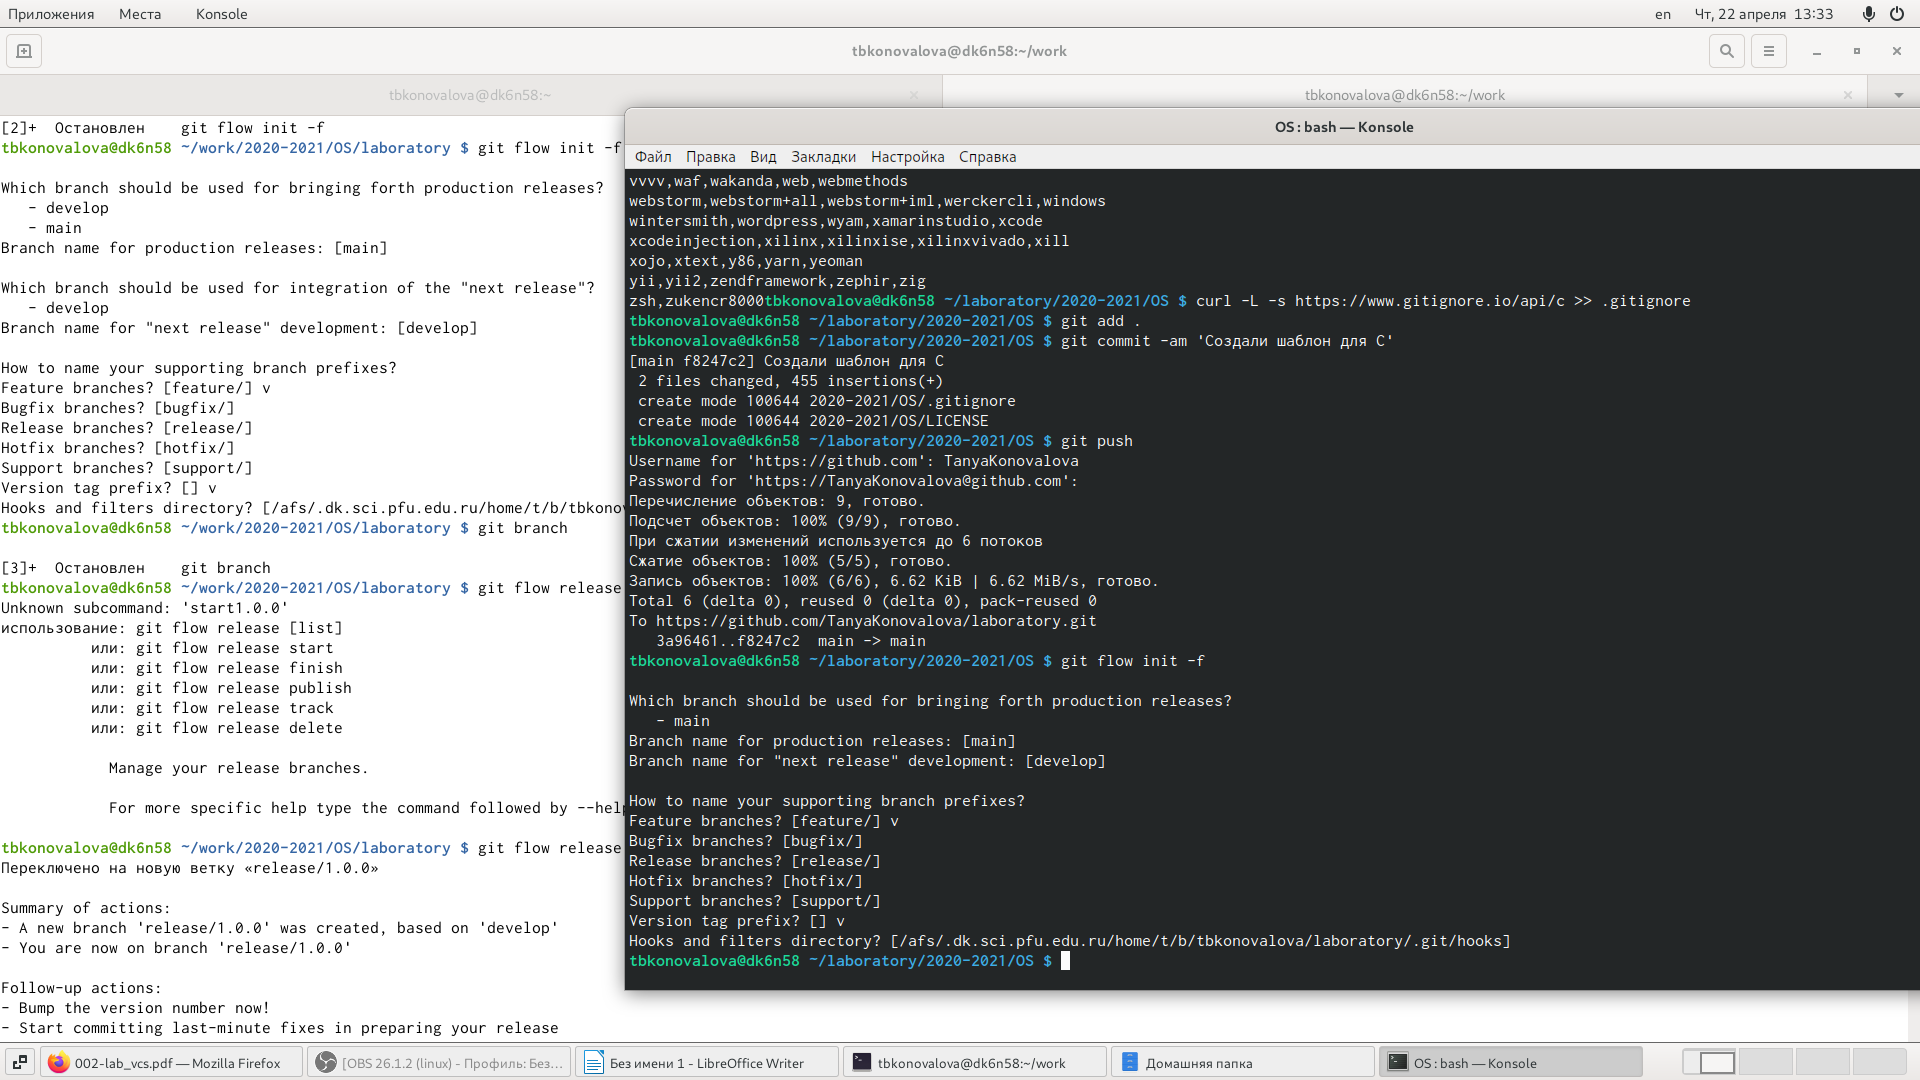 Приложения Места Konsole en Чт, 22 апреля 13:33
tbkonovalova@dk6n58:~/work
tbkonovalova@dk6n58:~ tbkonovalova@dk6n58:~/work
[2]+  Остановлен    git flow init -f
tbkonovalova@dk6n58 ~/work/2020-2021/OS/laboratory $ git flow init -f
Which branch should be used for bringing forth production releases?
   - develop
   - main
Branch name for production releases: [main]
Which branch should be used for integration of the "next release"?
   - develop
Branch name for "next release" development: [develop]
How to name your supporting branch prefixes?
Feature branches? [feature/] v
Bugfix branches? [bugfix/]
Release branches? [release/]
Hotfix branches? [hotfix/]
Support branches? [support/]
Version tag prefix? [] v
Hooks and filters directory? [/afs/.dk.sci.pfu.edu.ru/home/t/b/tbkonov
tbkonovalova@dk6n58 ~/work/2020-2021/OS/laboratory $ git branch
[3]+  Остановлен    git branch
tbkonovalova@dk6n58 ~/work/2020-2021/OS/laboratory $ git flow release
Unknown subcommand: 'start1.0.0'
использование: git flow release [list]
          или: git flow release start
          или: git flow release finish
          или: git flow release publish
          или: git flow release track
          или: git flow release delete
            Manage your release branches.
            For more specific help type the command followed by --help
tbkonovalova@dk6n58 ~/work/2020-2021/OS/laboratory $ git flow release
Переключено на новую ветку «release/1.0.0»
Summary of actions:
- A new branch 'release/1.0.0' was created, based on 'develop'
- You are now on branch 'release/1.0.0'
Follow-up actions:
- Bump the version number now!
- Start committing last-minute fixes in preparing your release
OS : bash — Konsole
Файл Правка Вид Закладки Настройка Справка
vvvv,waf,wakanda,web,webmethods
webstorm,webstorm+all,webstorm+iml,werckercli,windows
wintersmith,wordpress,wyam,xamarinstudio,xcode
xcodeinjection,xilinx,xilinxise,xilinxvivado,xill
xojo,xtext,y86,yarn,yeoman
yii,yii2,zendframework,zephir,zig
zsh,zukencr8000tbkonovalova@dk6n58 ~/laboratory/2020-2021/OS $ curl -L -s https://www.gitignore.io/api/c >> .gitignore
tbkonovalova@dk6n58 ~/laboratory/2020-2021/OS $ git add .
tbkonovalova@dk6n58 ~/laboratory/2020-2021/OS $ git commit -am 'Создали шаблон для C'
[main f8247c2] Создали шаблон для C
 2 files changed, 455 insertions(+)
 create mode 100644 2020-2021/OS/.gitignore
 create mode 100644 2020-2021/OS/LICENSE
tbkonovalova@dk6n58 ~/laboratory/2020-2021/OS $ git push
Username for 'https://github.com': TanyaKonovalova
Password for 'https://TanyaKonovalova@github.com':
Перечисление объектов: 9, готово.
Подсчет объектов: 100% (9/9), готово.
При сжатии изменений используется до 6 потоков
Сжатие объектов: 100% (5/5), готово.
Запись объектов: 100% (6/6), 6.62 KiB | 6.62 MiB/s, готово.
Total 6 (delta 0), reused 0 (delta 0), pack-reused 0
To https://github.com/TanyaKonovalova/laboratory.git
   3a96461..f8247c2  main -> main
tbkonovalova@dk6n58 ~/laboratory/2020-2021/OS $ git flow init -f
Which branch should be used for bringing forth production releases?
   - main
Branch name for production releases: [main]
Branch name for "next release" development: [develop]
How to name your supporting branch prefixes?
Feature branches? [feature/] v
Bugfix branches? [bugfix/]
Release branches? [release/]
Hotfix branches? [hotfix/]
Support branches? [support/]
Version tag prefix? [] v
Hooks and filters directory? [/afs/.dk.sci.pfu.edu.ru/home/t/b/tbkonovalova/laboratory/.git/hooks]
tbkonovalova@dk6n58 ~/laboratory/2020-2021/OS $
002-lab_vcs.pdf — Mozilla Firefox [OBS 26.1.2 (linux) - Профиль: Без... Без имени 1 - LibreOffice Writer tbkonovalova@dk6n58:~/work Домашняя папка OS : bash — Konsole